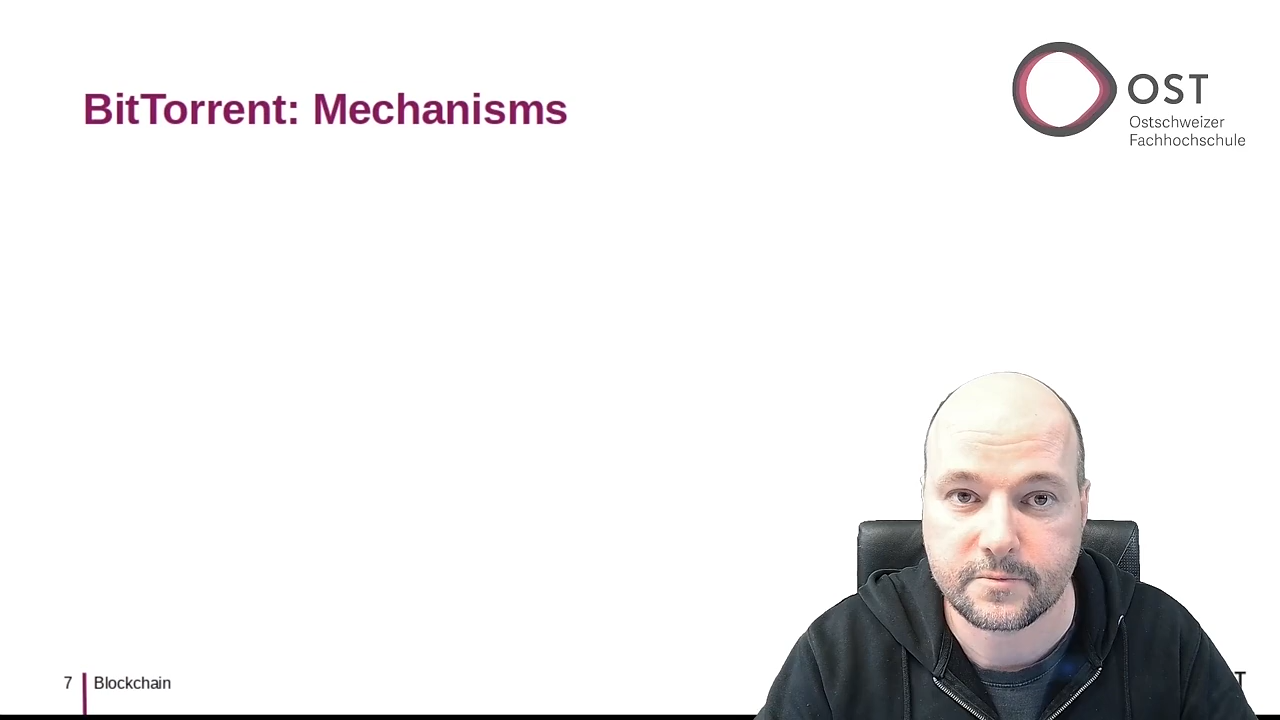 BitTorrent: Mechanisms
OST
Ostschweizer
Fachhochschule
7
Blockchain